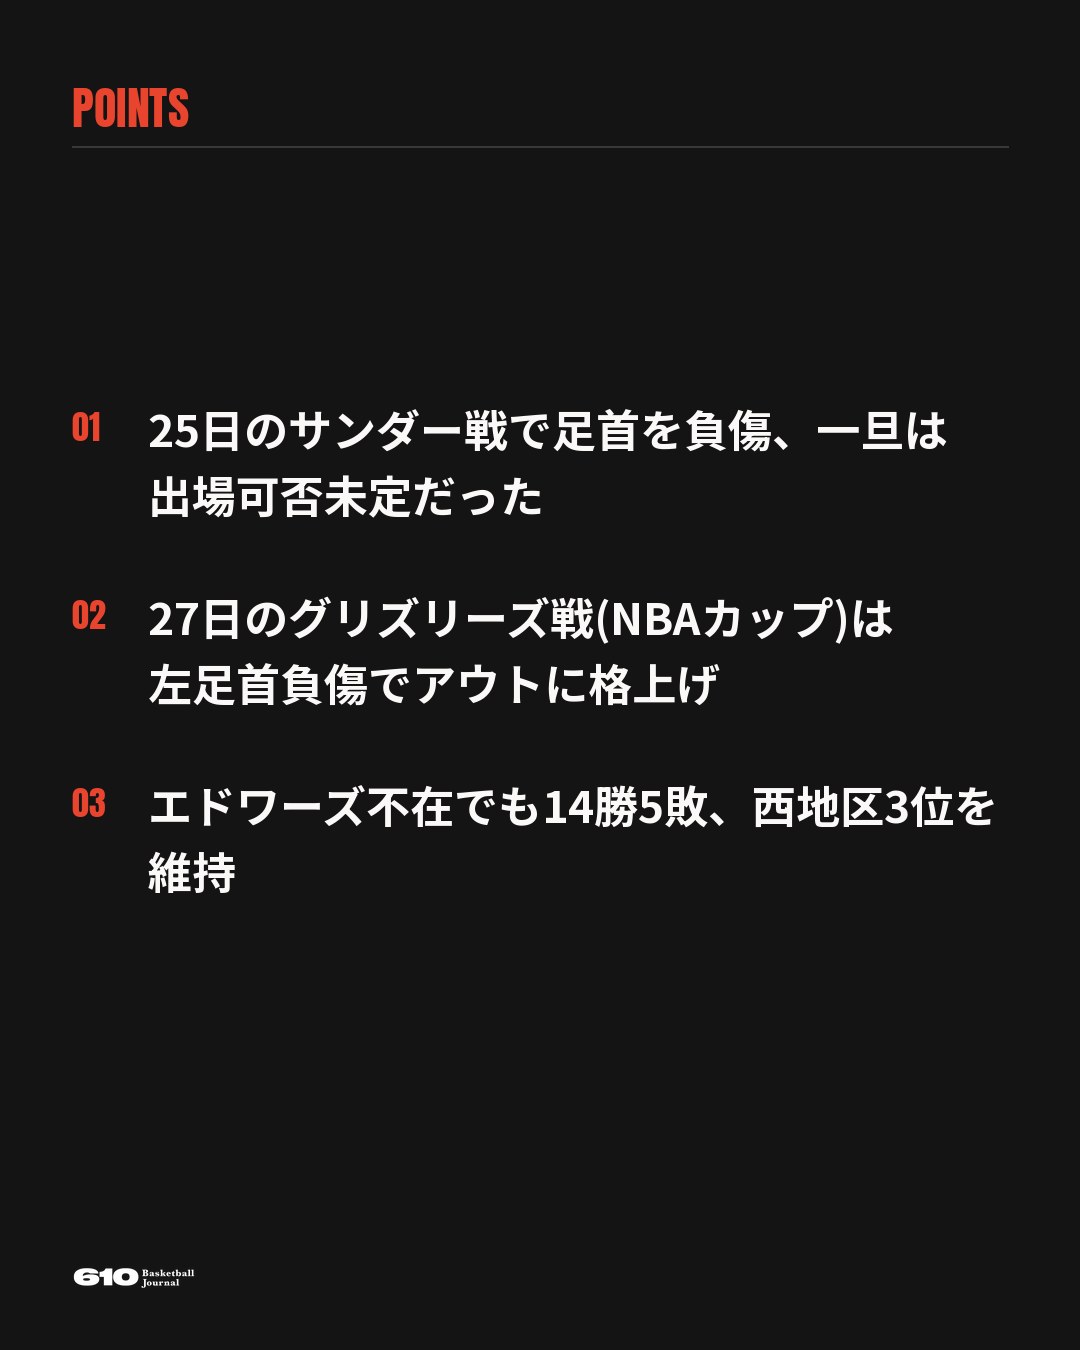 POINTS
01 25日のサンダー戦で足首を負傷、一旦は
出場可否未定だった
02 27日のグリズリーズ戦(NBAカップ)は
左足首負傷でアウトに格上げ
03 エドワーズ不在でも14勝5敗、西地区3位を
維持
610 Basketball
Journal